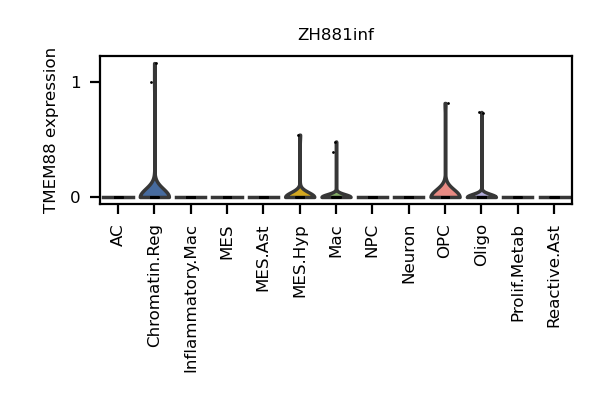 ZH881inf
TMEM88 expression
1
0
AC
Chromatin.Reg
Inflammatory.Mac
MES
MES.Ast
MES.Hyp
Mac
NPC
Neuron
OPC
Oligo
Prolif.Metab
Reactive.Ast